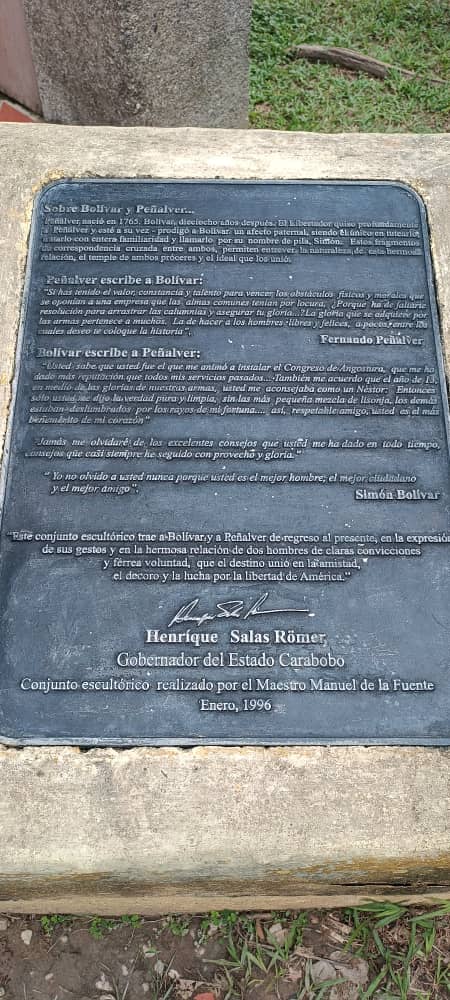 Sobre Bolívar y Peñalver...
Peñalver nació en 1765. Bolívar, dieciocho años después. El Libertador quiso profundamente
a Peñalver y esté a su vez - prodigó a Bolívar un afecto paternal, siendo el único en tutearlo,
tratarlo con entera familiaridad y llamarlo por su nombre de pila, Simón. Estos fragmentos
de correspondencia cruzada entre ambos, permiten entrever la naturaleza de esta hermosa
relación, el temple de ambos próceres y el ideal que los unió.
Peñalver escribe a Bolívar:
"Si has tenido el valor, constancia y talento para vencer los obstáculos físicos y morales que
se oponían a una empresa que las almas comunes tenían por locura, ¿Porqué ha de faltarte
resolución para arrastrar las calumnias y asegurar tu gloria...? La gloria que se adquiere por
las armas pertenece a muchos. La de hacer a los hombres libres y felices, a pocos, entre los
cuales deseo te coloque la historia".
Fernando Peñalver
Bolívar escribe a Peñalver:
"Usted sabe que usted fue el que me animó a instalar el Congreso de Angostura, que me ha
dado más reputación que todos mis servicios pasados... También me acuerdo que el año de 13,
en medio de las glorias de nuestras armas, usted me aconsejaba como un Néstor: Entonces
sólo usted me dijo la verdad pura y limpia, sin las más pequeña mezcla de lisonja, los demás
estaban deslumbrados por los rayos de mi fortuna.... así, respetable amigo, usted es el más
benemérito de mi corazón"
"Jamás me olvidaré de los excelentes consejos que usted me ha dado en todo tiempo,
consejos que casi siempre he seguido con provecho y gloria."
" Yo no olvido a usted nunca porque usted es el mejor hombre, el mejor ciudadano
y el mejor amigo".
Simón Bolívar
"Este conjunto escultórico trae a Bolívar y a Peñalver de regreso al presente, en la expresión
de sus gestos y en la hermosa relación de dos hombres de claras convicciones
y férrea voluntad, que el destino unió en la amistad,
el decoro y la lucha por la libertad de América."
Henrique Salas Römer
Gobernador del Estado Carabobo
Conjunto escultórico realizado por el Maestro Manuel de la Fuente
Enero, 1996